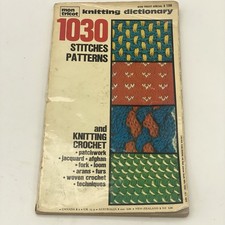 mon tricot
knitting dictionary
1030
STITCHES
PATTERNS
and
KNITTING
CROCHET
• patchwork
• jacquard • afghan
• fork • loom
• arans • furs
• woven crochet
• techniques